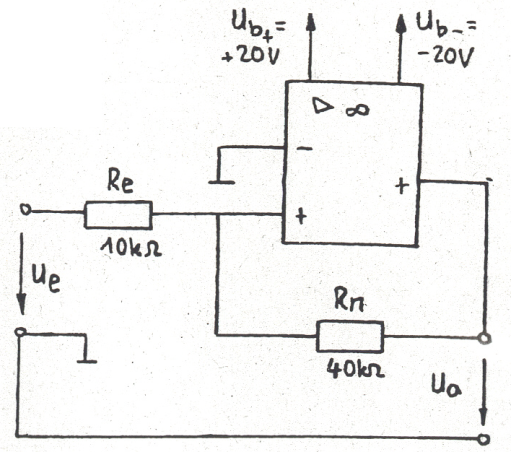 Ub+=
+20V
Ub-=
-20V
▷ ∞
-
+
+
Re
10kΩ
Ue
Rn
40kΩ
Ua